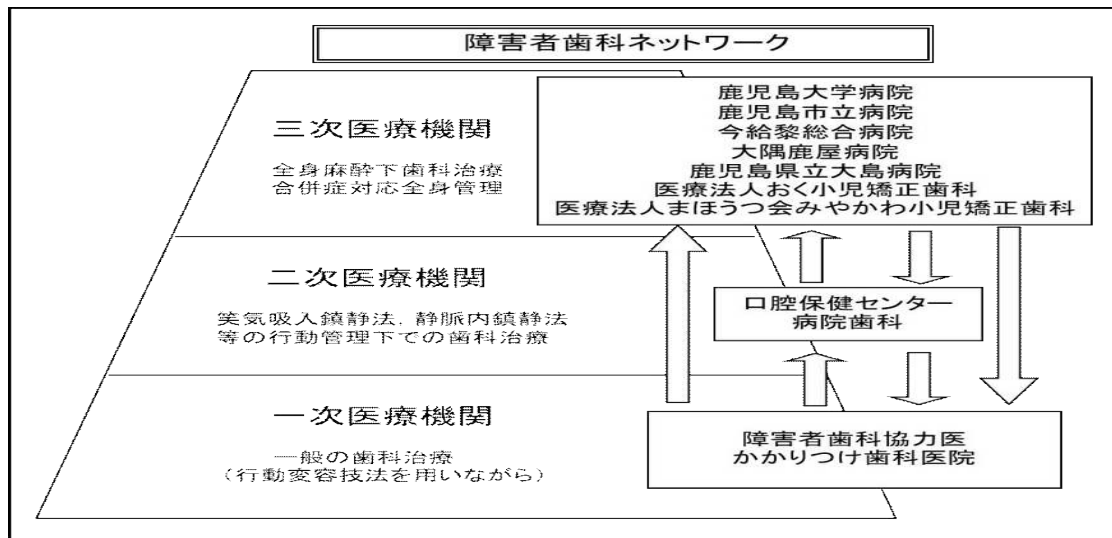 障害者歯科ネットワーク
三次医療機関
全身麻酔下歯科治療
合併症対応全身管理
鹿児島大学病院
鹿児島市立病院
今給黎総合病院
大隅鹿屋病院
鹿児島県立大島病院
医療法人おく小児矯正歯科
医療法人まほうつ会みやかわ小児矯正歯科
二次医療機関
笑気吸入鎮静法，静脈内鎮静法
等の行動管理下での歯科治療
口腔保健センター
病院歯科
一次医療機関
一般の歯科治療
（行動変容技法を用いながら）
障害者歯科協力医
かかりつけ歯科医院